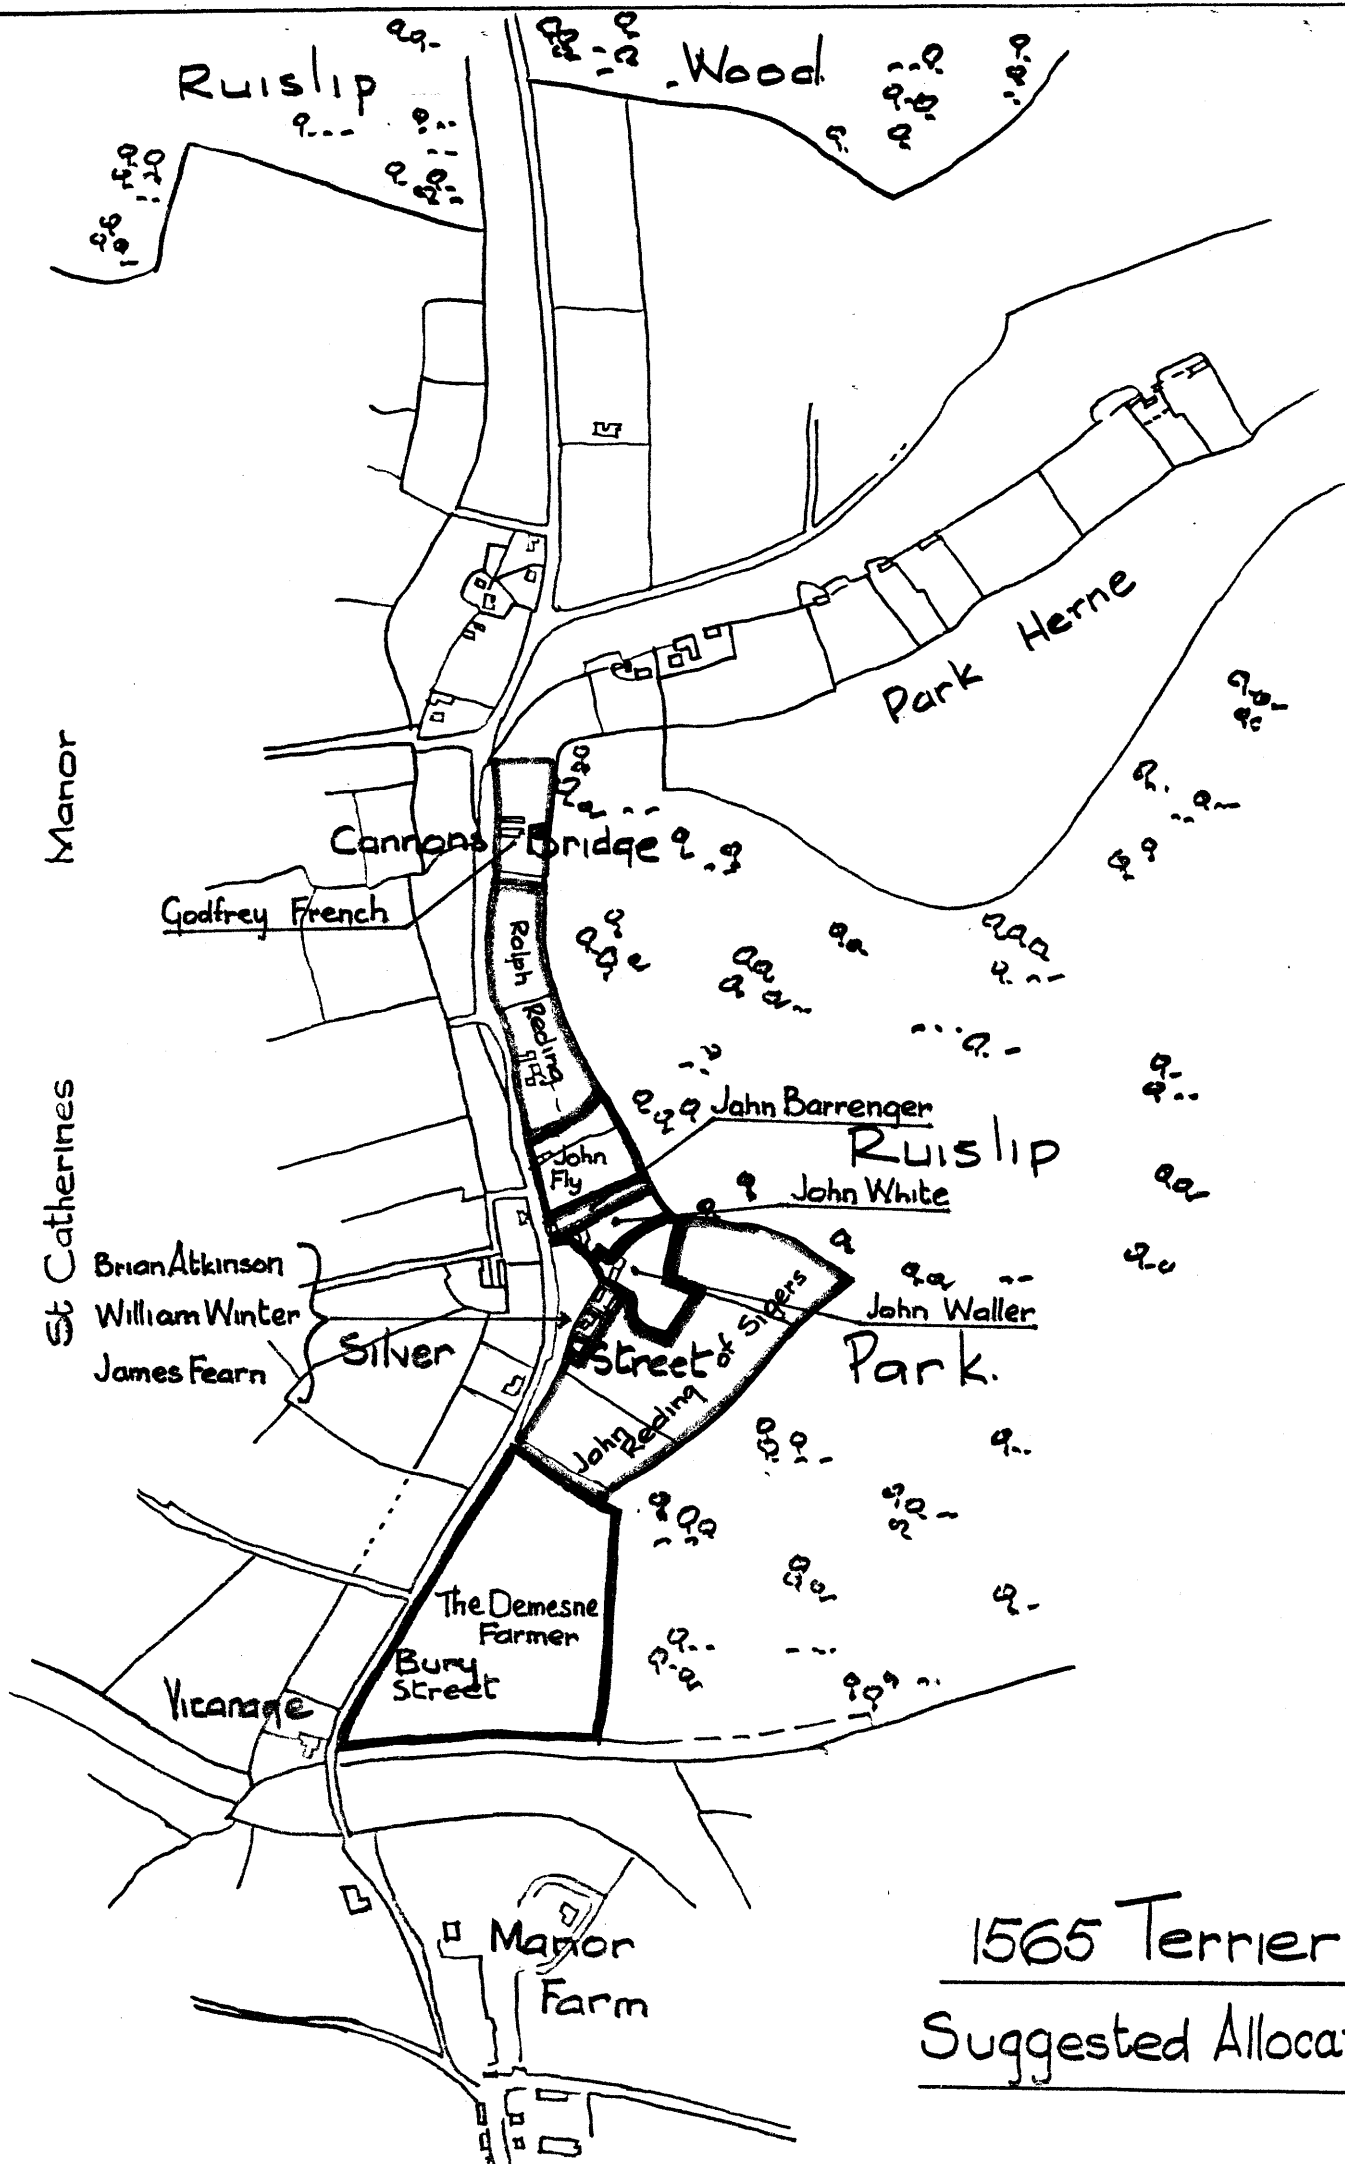 Ruislip Wood
Park Herne
Manor
St Catherines
Cannons Bridge
Godfrey French
Ralph
Reding
John Barrenger
John
Fly
Ruislip
John White
Brian Atkinson
William Winter
James Fearn
Silver Street
John Waller
Park.
John Reding of Sigers
The Demesne
Farmer
Bury
Street
Vicarage
Manor
Farm
1565 Terrier
Suggested